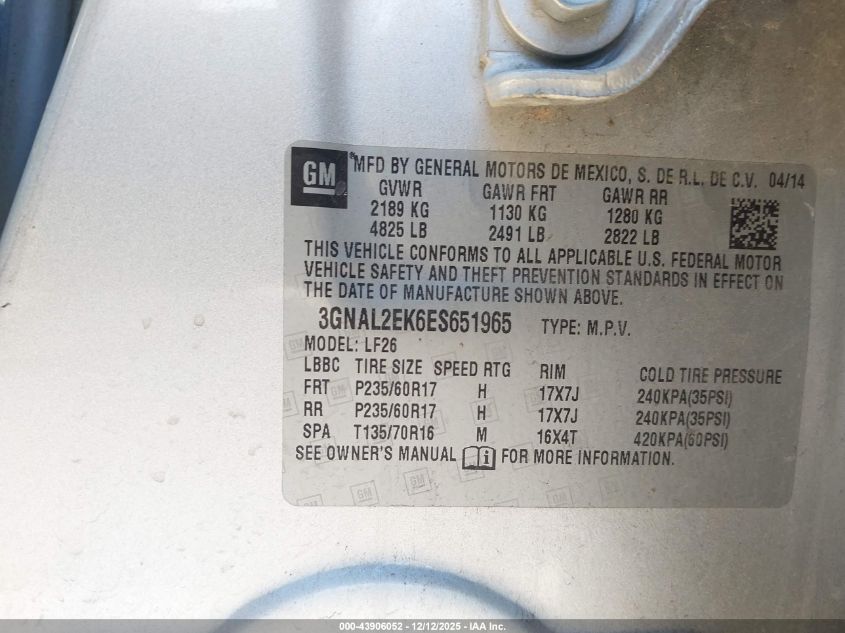 GM MFD BY GENERAL MOTORS DE MEXICO, S. DE R.L. DE C.V. 04/14
GVWR GAWR FRT GAWR RR
2189 KG 1130 KG 1280 KG
4825 LB 2491 LB 2822 LB
THIS VEHICLE CONFORMS TO ALL APPLICABLE U.S. FEDERAL MOTOR
VEHICLE SAFETY AND THEFT PREVENTION STANDARDS IN EFFECT ON
THE DATE OF MANUFACTURE SHOWN ABOVE.
3GNAL2EK6ES651965 TYPE: M.P.V.
MODEL: LF26
LBBC TIRE SIZE SPEED RTG RIM COLD TIRE PRESSURE
FRT P235/60R17 H 17X7J 240KPA(35PSI)
RR P235/60R17 H 17X7J 240KPA(35PSI)
SPA T135/70R16 M 16X4T 420KPA(60PSI)
SEE OWNER'S MANUAL i FOR MORE INFORMATION.
000-43906052 - 12/12/2025 - IAA Inc.